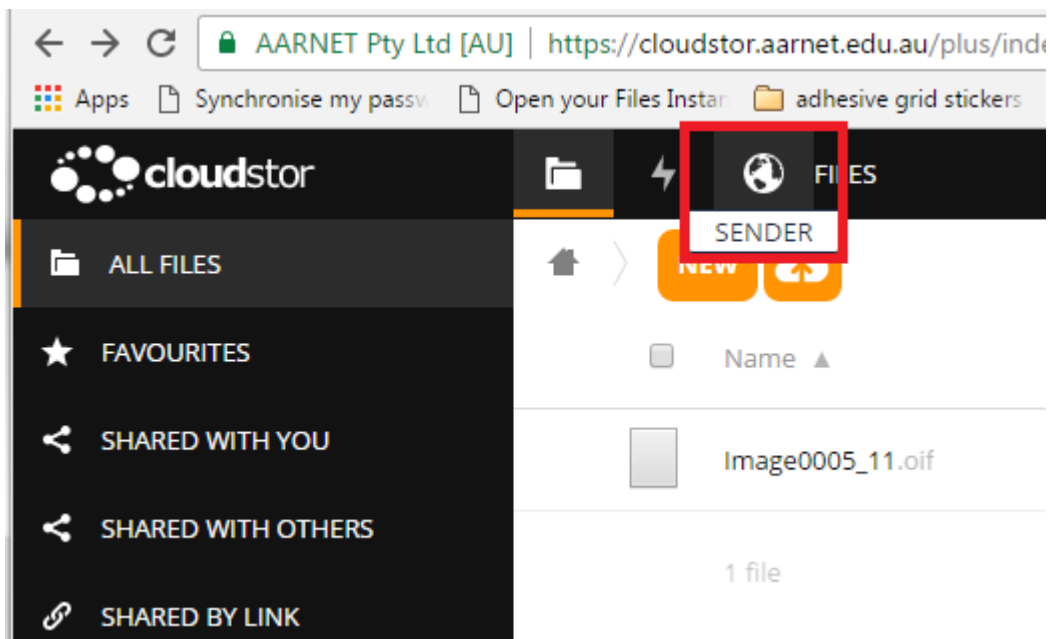 AARNET Pty Ltd [AU] | https://cloudstor.aarnet.edu.au/plus/inde
Apps Synchronise my passw Open your Files Instan adhesive grid stickers
cloudstor FILES
SENDER
ALL FILES NEW
FAVOURITES Name ▲
SHARED WITH YOU Image0005_11.oif
SHARED WITH OTHERS
1 file
SHARED BY LINK